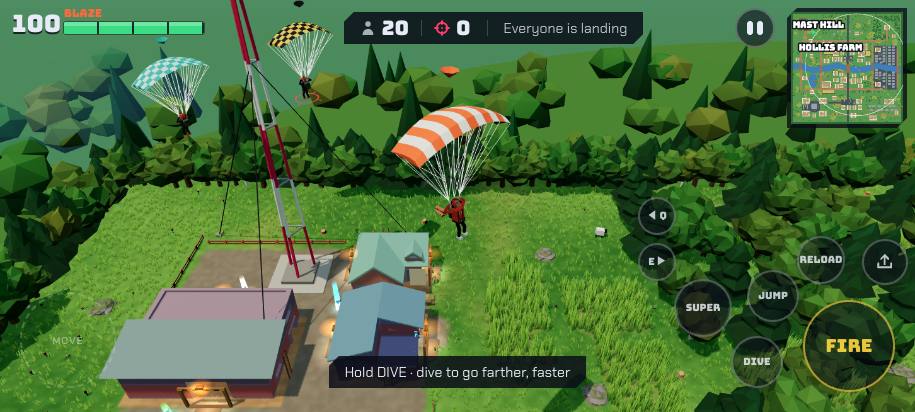 100 BLAZE
20
0
Everyone is landing
MAST HILL
HOLLIS FARM
Q
E
RELOAD
SUPER
JUMP
FIRE
DIVE
MOVE
Hold DIVE · dive to go farther, faster